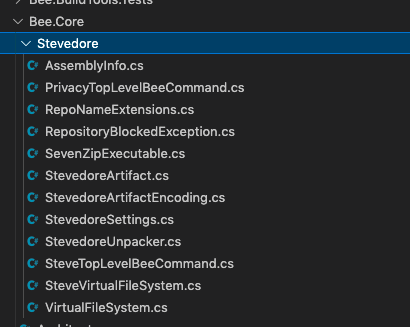 Bee.BuildTools.Tests
Bee.Core
Stevedore
AssemblyInfo.cs
PrivacyTopLevelBeeCommand.cs
RepoNameExtensions.cs
RepositoryBlockedException.cs
SevenZipExecutable.cs
StevedoreArtifact.cs
StevedoreArtifactEncoding.cs
StevedoreSettings.cs
StevedoreUnpacker.cs
SteveTopLevelBeeCommand.cs
SteveVirtualFileSystem.cs
VirtualFileSystem.cs